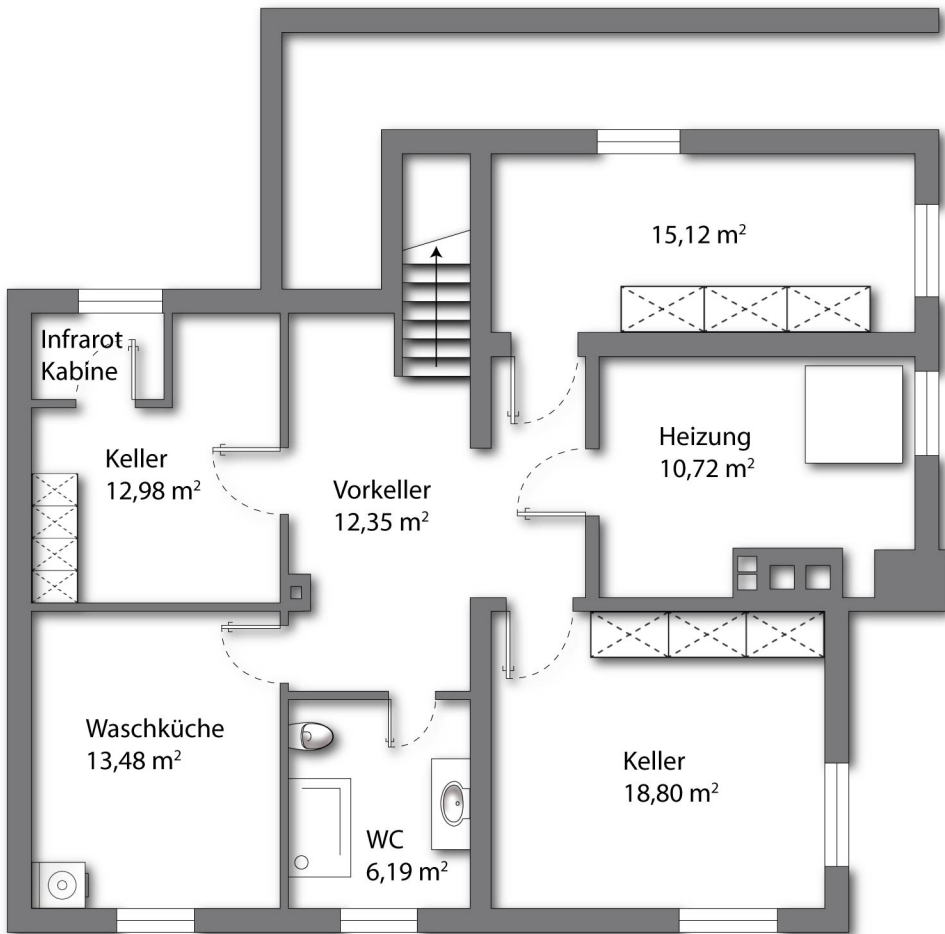 15,12 m²
Infrarot
Kabine
Keller
12,98 m²
Vorkeller
12,35 m²
Heizung
10,72 m²
Waschküche
13,48 m²
WC
6,19 m²
Keller
18,80 m²